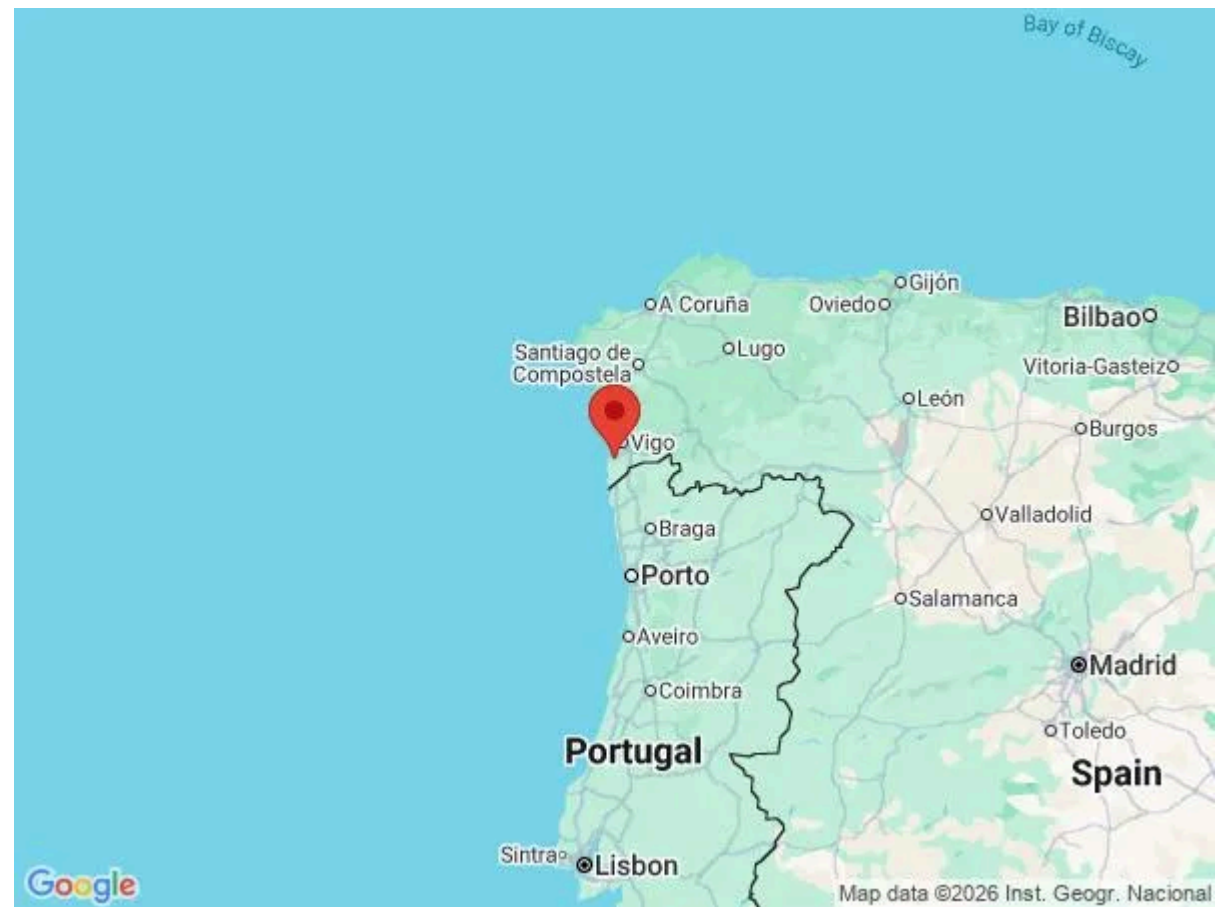 Bay of Biscay
Gijón
A Coruña
Oviedo
Bilbao
Santiago de
Compostela
Lugo
Vitoria-Gasteiz
León
Burgos
Vigo
Valladolid
Braga
Porto
Salamanca
Aveiro
Madrid
Coimbra
Toledo
Portugal
Spain
Sintra
Lisbon
Google
Map data ©2026 Inst. Geogr. Nacional